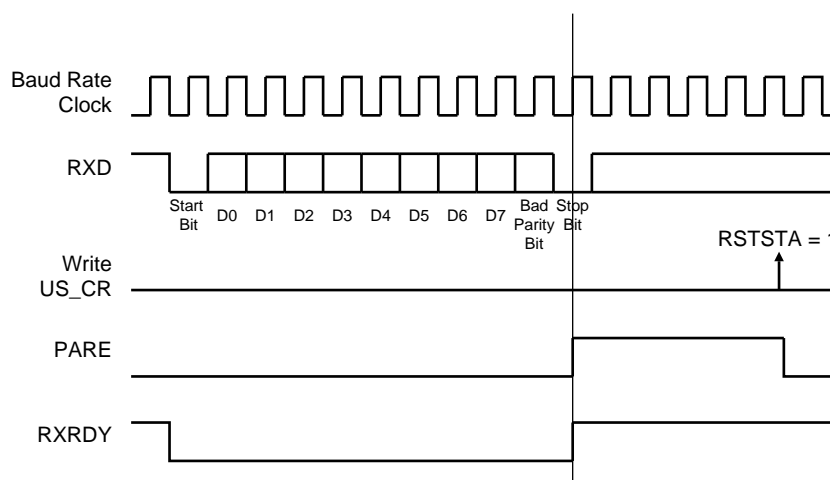 Baud Rate
Clock
RXD
Start
Bit
D0 D1 D2 D3 D4 D5 D6 D7
Bad
Parity
Bit
Stop
Bit
RSTSTA = 1
Write
US_CR
PARE
RXRDY